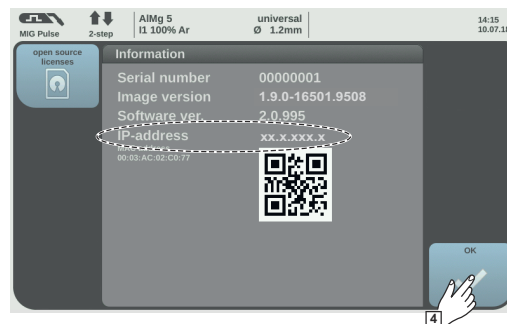 MIG Pulse
2-step
AlMg 5
I1 100% Ar
universal
Ø 1.2mm
14:15
10.07.18
open source
licenses
Information
Serial number 00000001
Image version 1.9.0-16501.9508
Software ver. 2.0.995
IP-address xx.x.xxx.x
00:03:AC:02:C0:77
OK
4